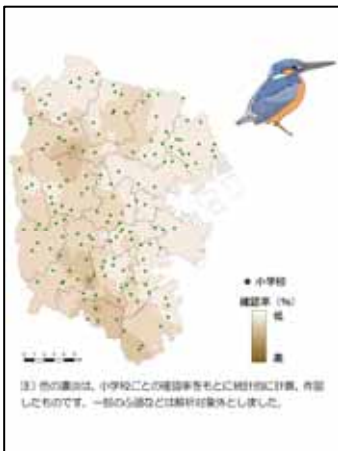 ● 小学校
確認率（%）
低
高
注）色の濃淡は、小学校ごとの確認率をもとに統計的に計算、作図
したものです。一部のふ頭などは解析対象外としました。